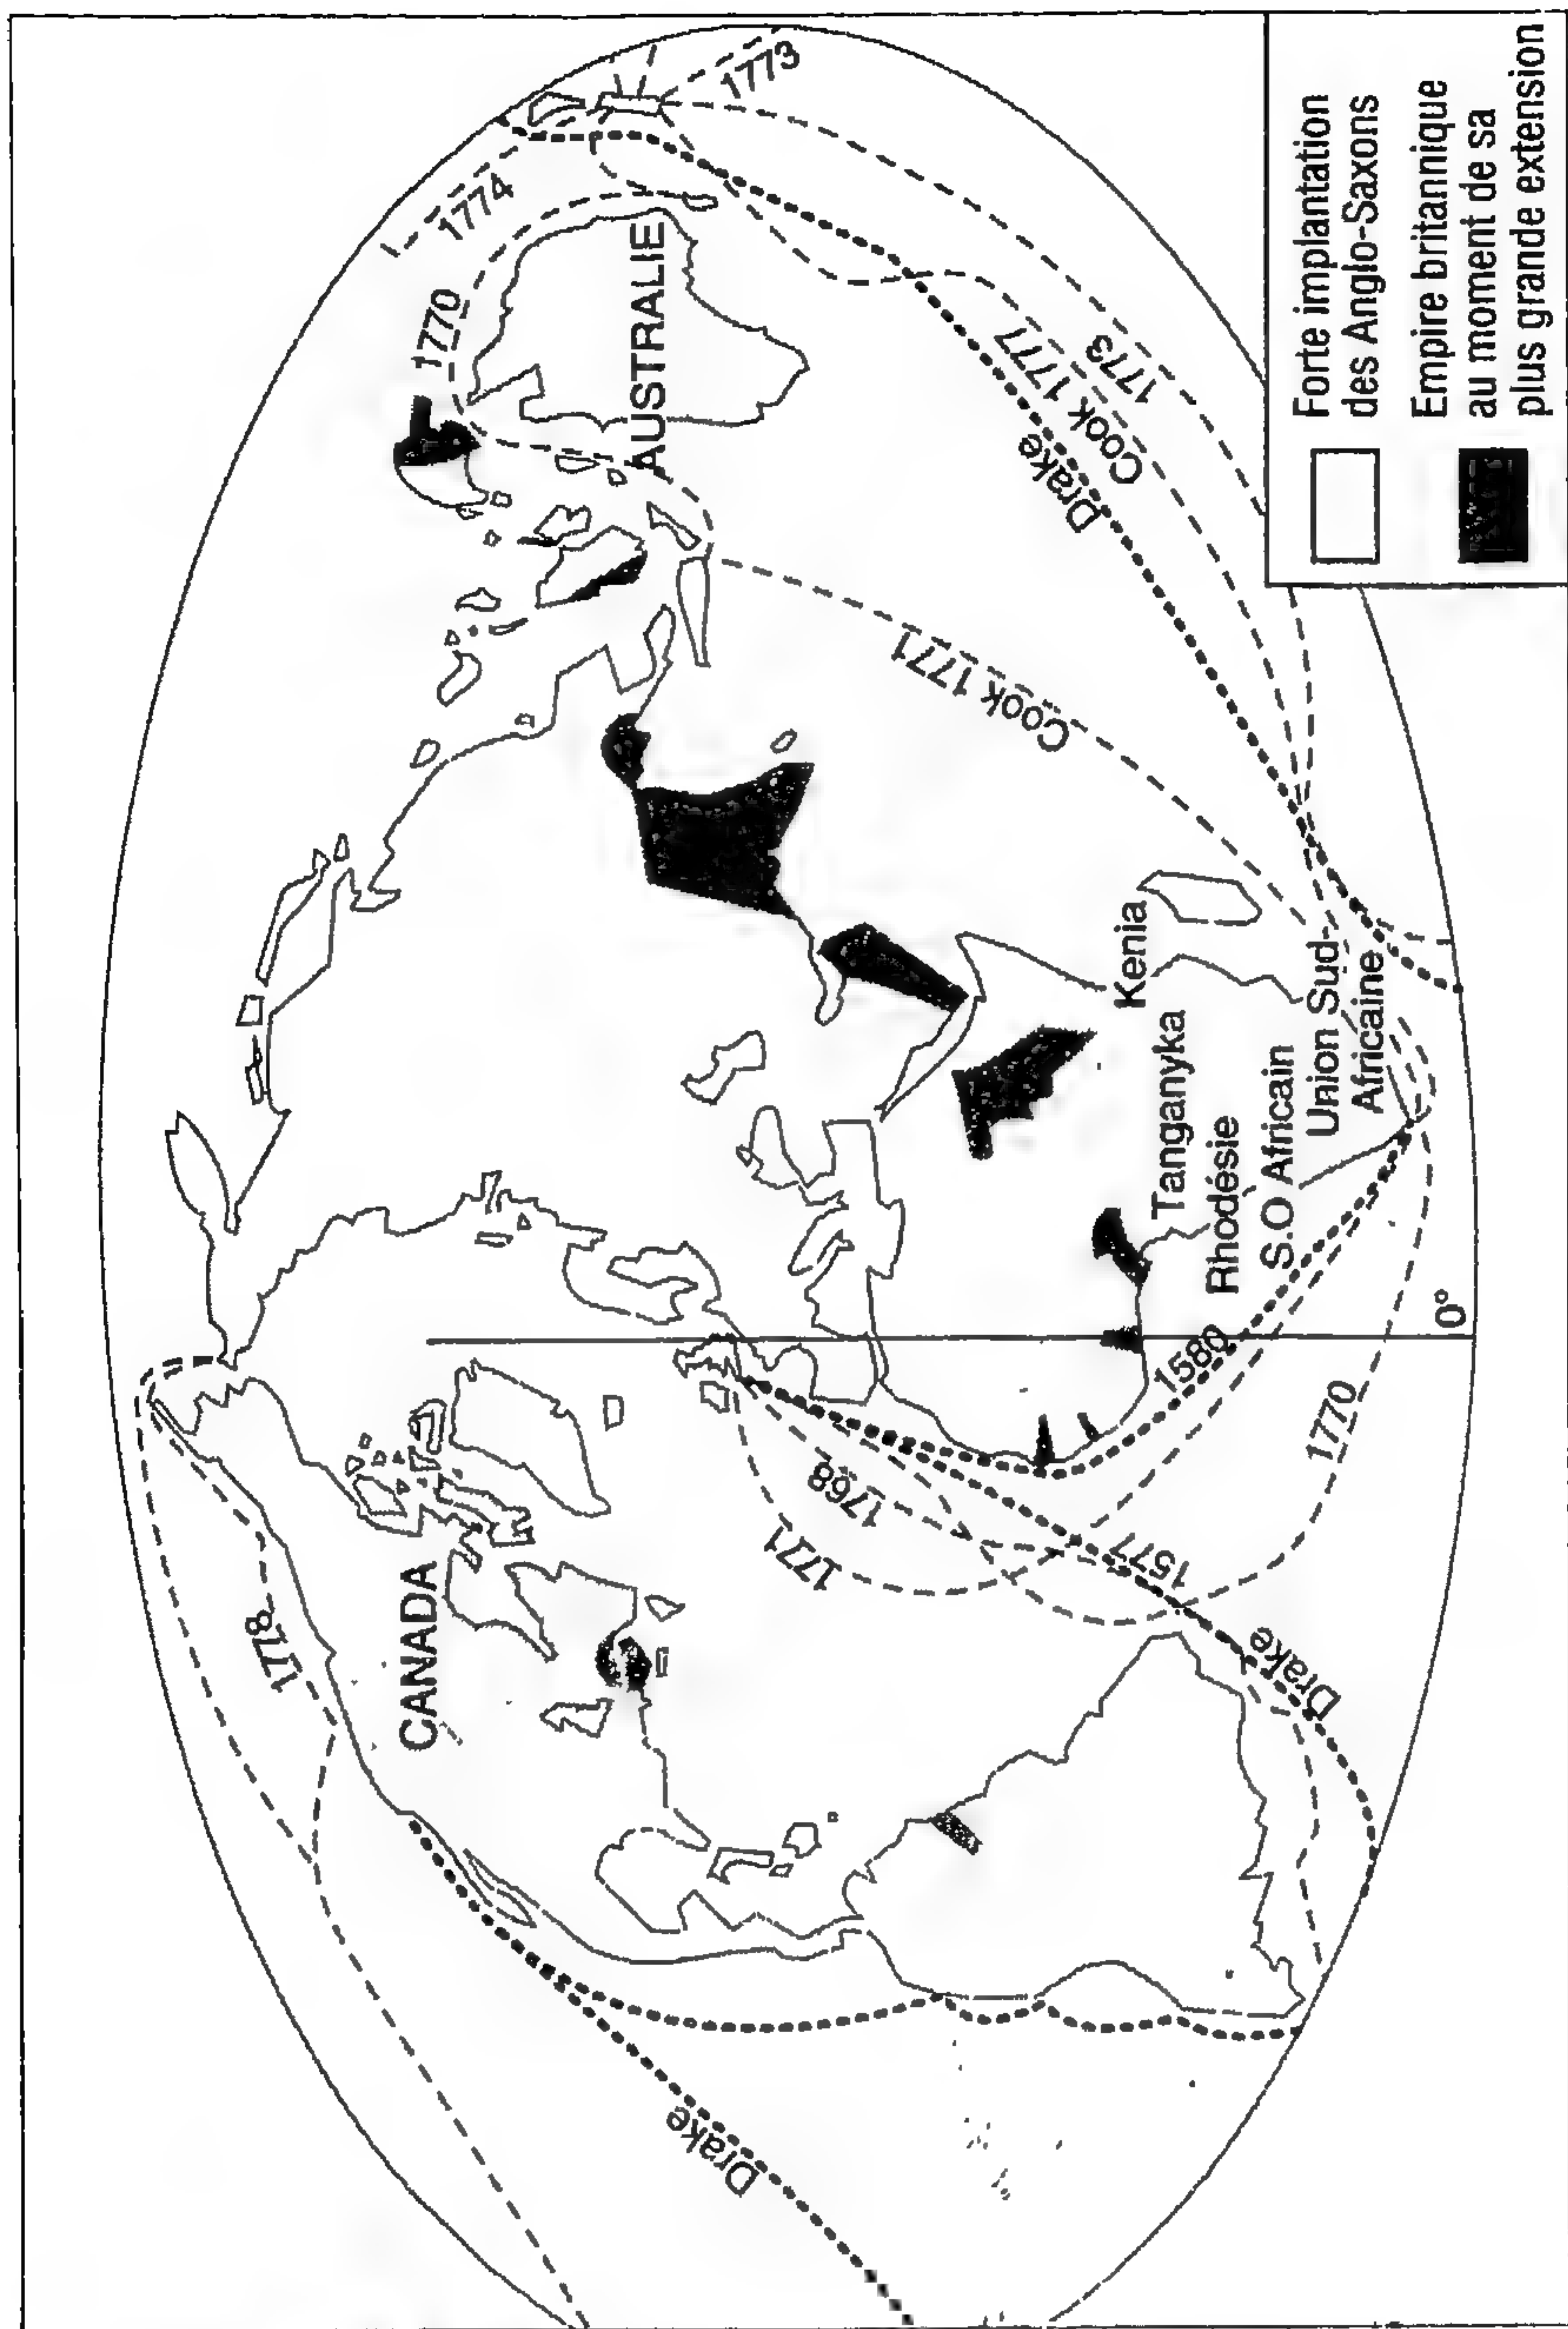 1778
CANADA
Drake
Drake
1577
1771
1768
1580
1770
0°
Kenia
Tanganyka
Rhodésie
S.O Africain
Union Sud-
Africaine
Cook 1771
Drake
Cook 1777
1773
AUSTRALIE
1770
1774
1773
Forte implantation
des Anglo-Saxons
Empire britannique
au moment de sa
plus grande extension